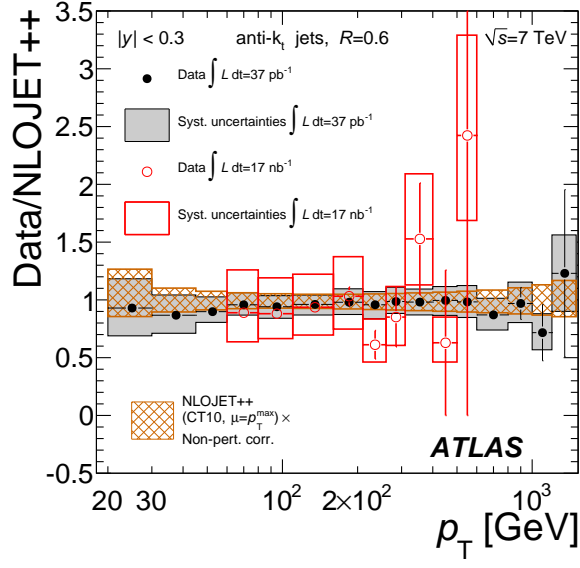 |y| < 0.3 anti-kₜ jets, R=0.6 √s=7 TeV
Data ∫ L dt=37 pb⁻¹
Syst. uncertainties ∫ L dt=37 pb⁻¹
Data ∫ L dt=17 nb⁻¹
Syst. uncertainties ∫ L dt=17 nb⁻¹
Data/NLOJET++
3.5
3
2.5
2
1.5
1
0.5
0
-0.5
NLOJET++
(CT10, μ=p_T^max)×
Non-pert. corr.
ATLAS
20 30 10² 2×10² 10³
p_T [GeV]